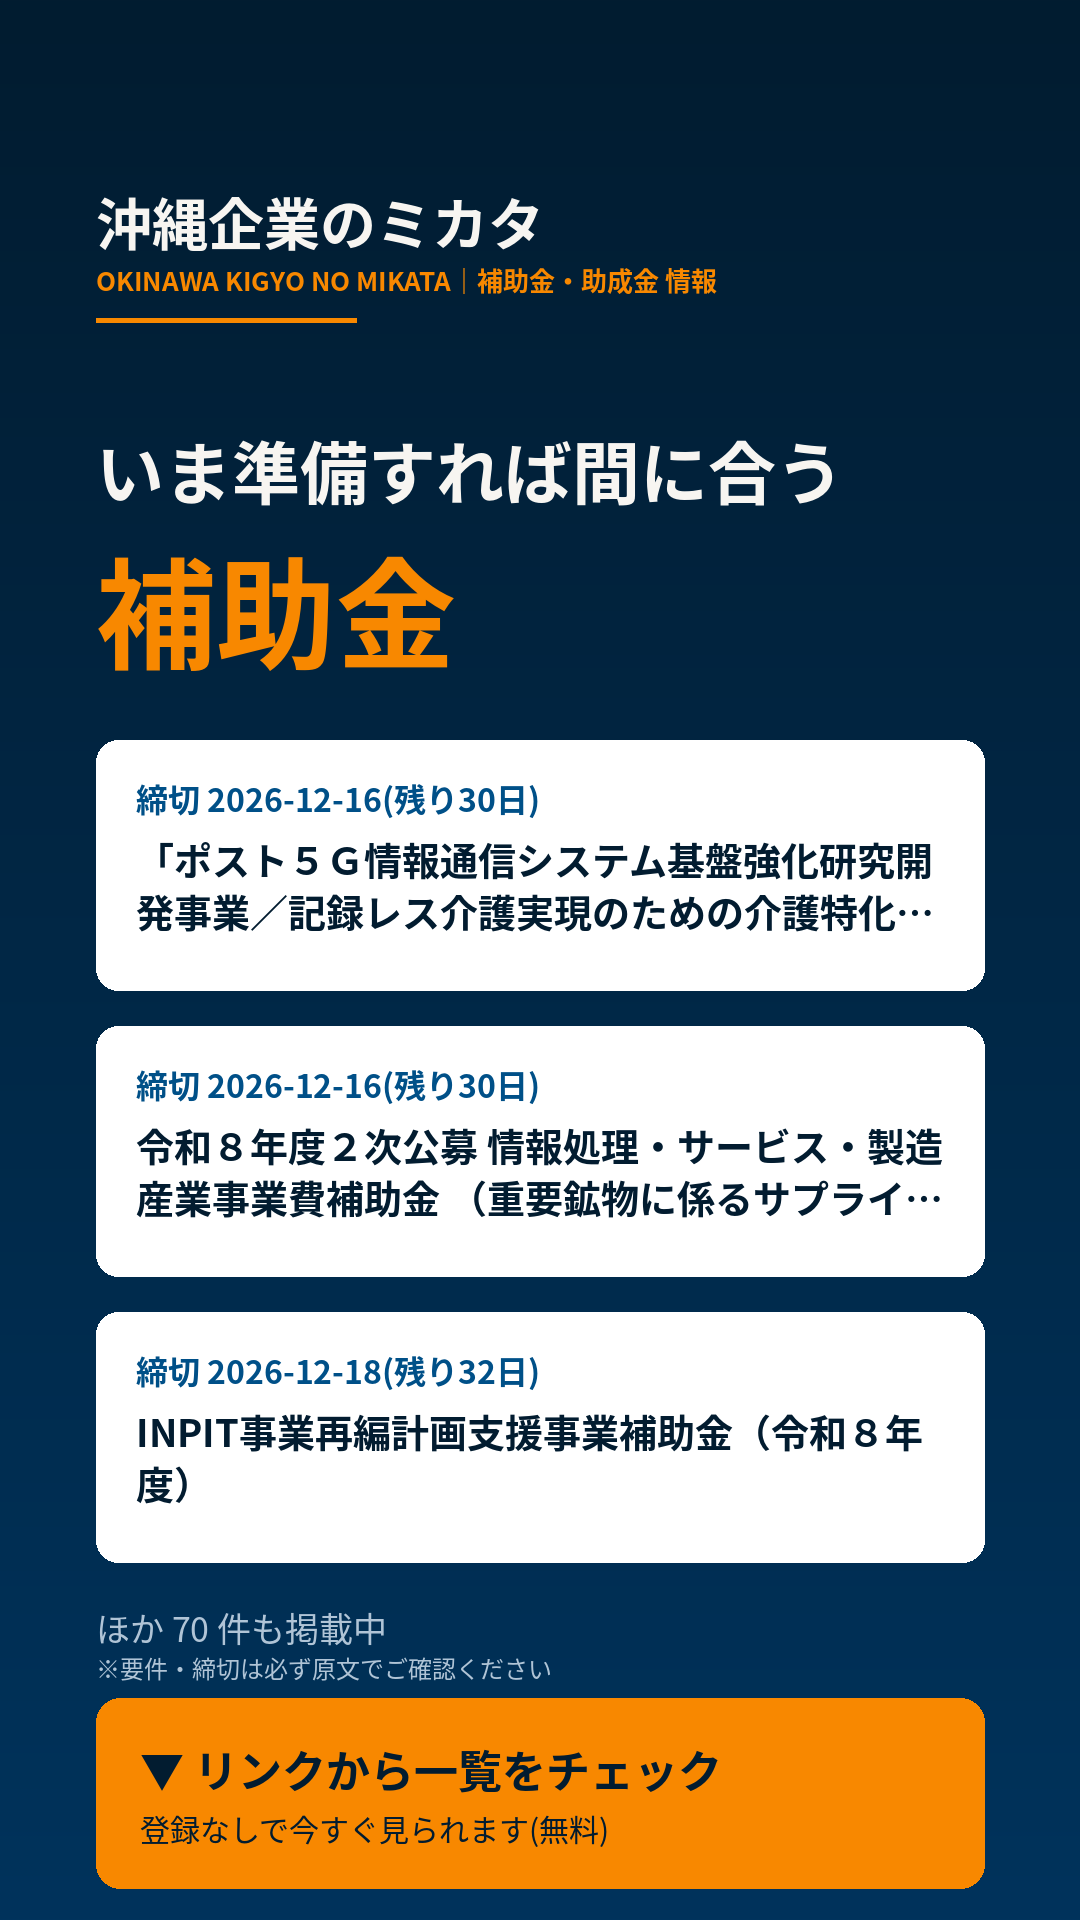 沖縄企業のミカタ
OKINAWA KIGYO NO MIKATA｜補助金・助成金 情報
いま準備すれば間に合う
補助金
締切 2026-12-16(残り30日)
「ポスト５Ｇ情報通信システム基盤強化研究開
発事業／記録レス介護実現のための介護特化…
締切 2026-12-16(残り30日)
令和８年度２次公募 情報処理・サービス・製造
産業事業費補助金 （重要鉱物に係るサプライ…
締切 2026-12-18(残り32日)
INPIT事業再編計画支援事業補助金（令和８年
度）
ほか 70 件も掲載中
※要件・締切は必ず原文でご確認ください
▼ リンクから一覧をチェック
登録なしで今すぐ見られます(無料)